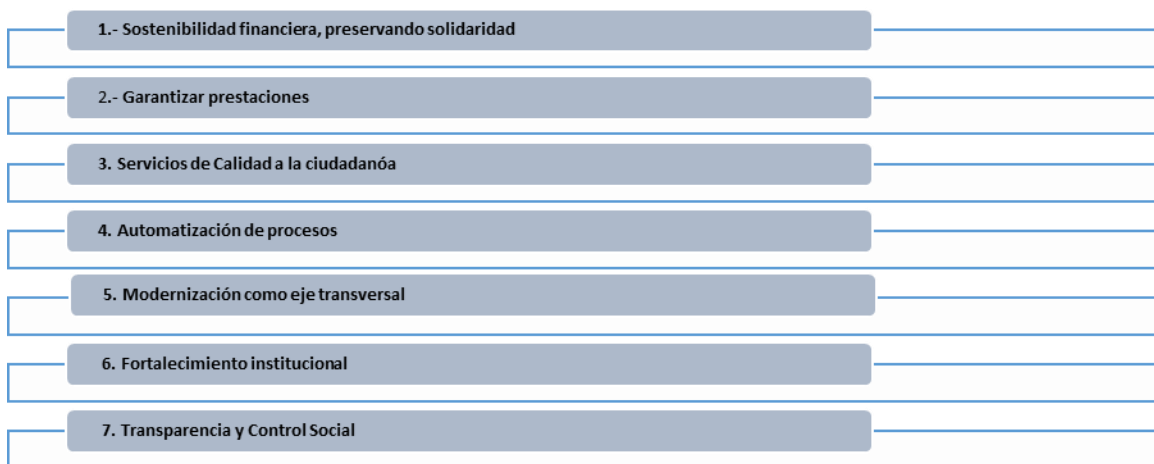 1.- Sostenibilidad financiera, preservando solidaridad
2.- Garantizar prestaciones
3. Servicios de Calidad a la ciudadanóa
4. Automatización de procesos
5. Modernización como eje transversal
6. Fortalecimiento institucional
7. Transparencia y Control Social